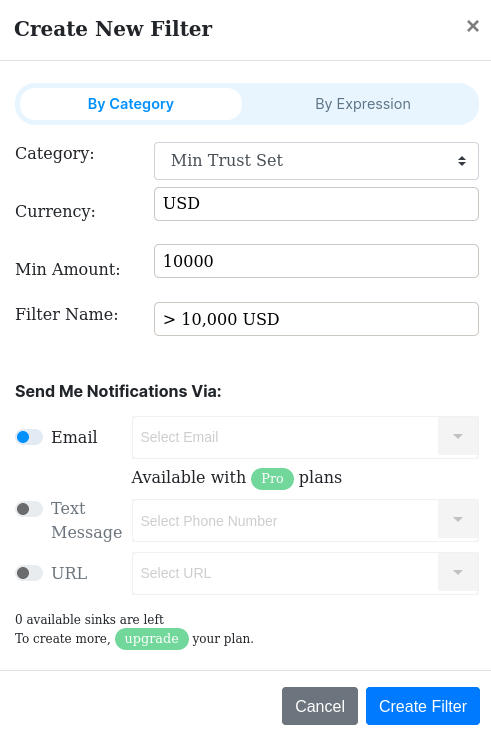 Create New Filter ×
By Category By Expression
Category: Min Trust Set
Currency: USD
Min Amount: 10000
Filter Name: > 10,000 USD
Send Me Notifications Via:
Email Select Email
Available with Pro plans
Text Message Select Phone Number
URL Select URL
0 available sinks are left
To create more, upgrade your plan.
Cancel Create Filter